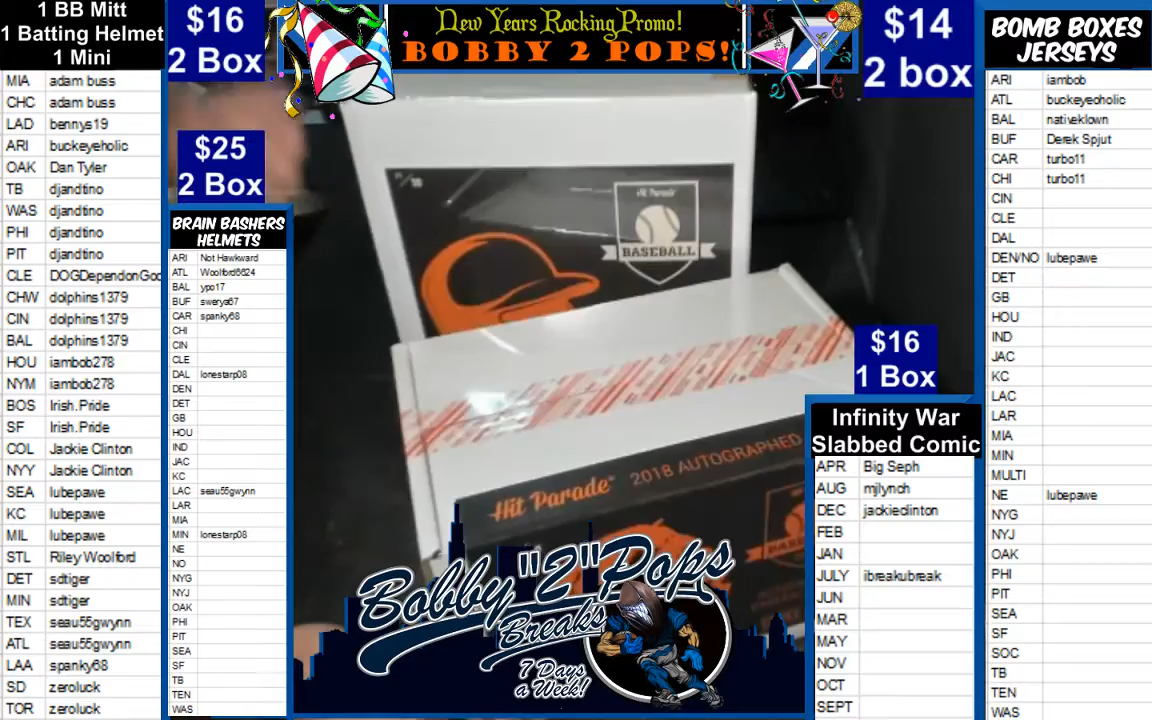 1 BB Mitt
1 Batting Helmet
1 Mini
MIA adam buss
CHC adam buss
LAD bennys19
ARI buckeyeholic
OAK Dan Tyler
TB djandtino
WAS djandtino
PHI djandtino
PIT djandtino
CLE DOGDependonGod
CHW dolphins1379
CIN dolphins1379
BAL dolphins1379
HOU iambob278
NYM iambob278
BOS Irish.Pride
SF Irish.Pride
COL Jackie Clinton
NYY Jackie Clinton
SEA lubepawe
KC lubepawe
MIL lubepawe
STL Riley Woolford
DET sdtiger
MIN sdtiger
TEX seau55gwynn
ATL seau55gwynn
LAA spanky68
SD zeroluck
TOR zeroluck
$16
2 Box
$25
2 Box
BRAIN BASHERS
HELMETS
ARI Not Hawkward
ATL Woolford6624
BAL ypo17
BUF swerya67
CAR spanky68
CHI
CIN
CLE
DAL lonestarp08
DEN
DET
GB
HOU
IND
JAC
KC
LAC seau55gwynn
LAR
MIA
MIN lonestarp08
NE
NO
NYG
NYJ
OAK
PHI
PIT
SEA
SF
TB
TEN
WAS
New Years Rocking Promo!
BOBBY 2 POPS!
Hit Parade
BASEBALL
Hit Parade 2018 AUTOGRAPHED
Bobby "2" Pops
Breaks
7 Days
a Week!
$14
2 box
$16
1 Box
Infinity War
Slabbed Comic
APR Big Seph
AUG mjlynch
DEC jackieclinton
FEB
JAN
JULY ibreakubreak
JUN
MAR
MAY
NOV
OCT
SEPT
BOMB BOXES
JERSEYS
ARI iambob
ATL buckeyeoholic
BAL nativeklown
BUF Derek Spjut
CAR turbo11
CHI turbo11
CIN
CLE
DAL
DEN/NO lubepawe
DET
GB
HOU
IND
JAC
KC
LAC
LAR
MIA
MIN
MULTI
NE lubepawe
NYG
NYJ
OAK
PHI
PIT
SEA
SF
SOC
TB
TEN
WAS